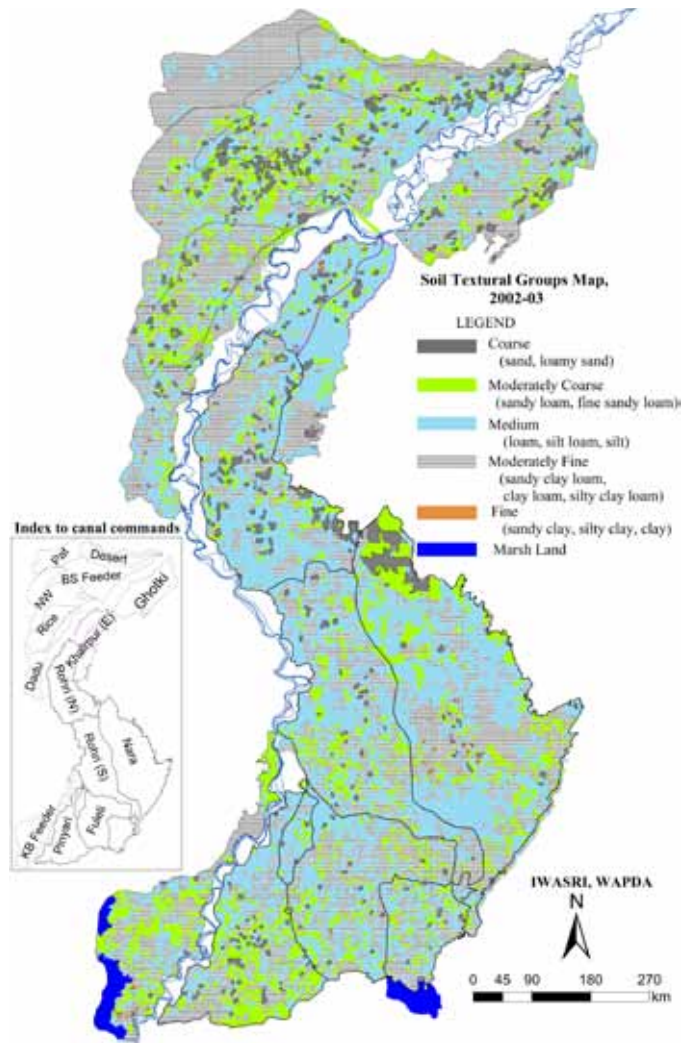 Soil Textural Groups Map,
2002-03
LEGEND
Coarse
(sand, loamy sand)
Moderately Coarse
(sandy loam, fine sandy loam)
Medium
(loam, silt loam, silt)
Moderately Fine
(sandy clay loam,
clay loam, silty clay loam)
Fine
(sandy clay, silty clay, clay)
Marsh Land
Index to canal commands
Paf
Desert
BS Feeder
NW
Ghotki
Rice
Khairpur (E)
Dadu
Rohri (N)
Nara
Rohri (S)
KB Feeder
Pinyari
Fuleli
IWASRI, WAPDA
N
0 45 90 180 270
km